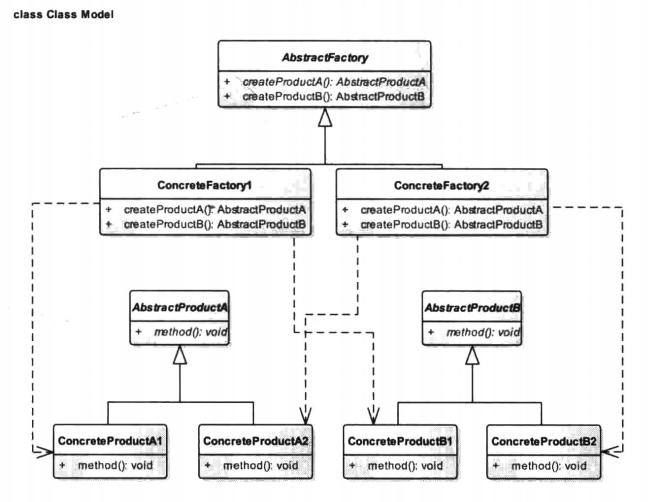 class Class Model
AbstractFactory
+ createProductA(): AbstractProductA
+ createProductB(): AbstractProductB
ConcreteFactory1
+ createProductA(): AbstractProductA
+ createProductB(): AbstractProductB
ConcreteFactory2
+ createProductA(): AbstractProductA
+ createProductB(): AbstractProductB
AbstractProductA
+ method(): void
AbstractProductB
+ method(): void
ConcreteProductA1
+ method(): void
ConcreteProductA2
+ method(): void
ConcreteProductB1
+ method(): void
ConcreteProductB2
+ method(): void